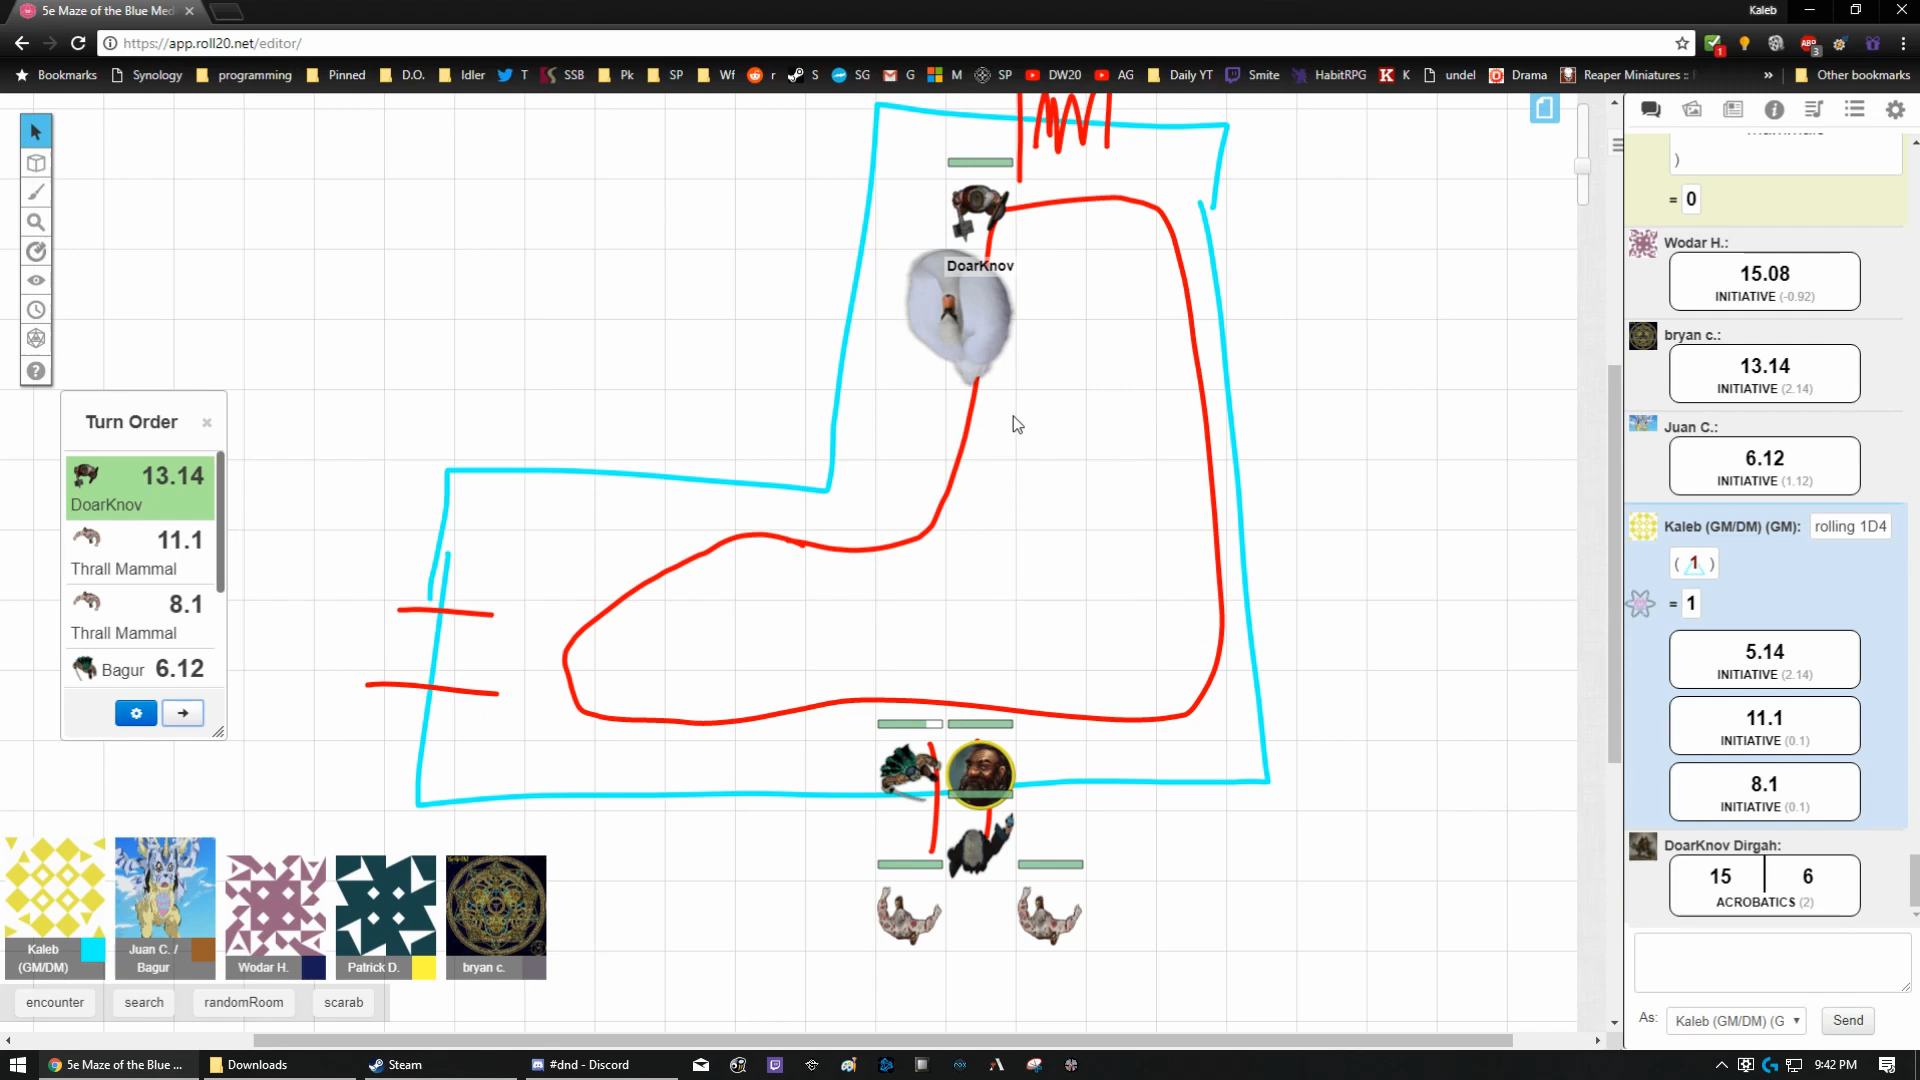 5e Maze of the Blue Med
Kaleb
https://app.roll20.net/editor/
Bookmarks Synology programming Pinned D.O. Idler T SSB Pk SP Wf r S SG G M SP DW20 AG Daily YT Smite HabitRPG K undel Drama Reaper Miniatures :: » Other bookmarks
)
= 0
Wodar H.:
15.08
INITIATIVE (-0.92)
bryan c.:
13.14
INITIATIVE (2.14)
Juan C.:
6.12
INITIATIVE (1.12)
Kaleb (GM/DM) (GM): rolling 1D4
( 1 )
= 1
5.14
INITIATIVE (2.14)
11.1
INITIATIVE (0.1)
8.1
INITIATIVE (0.1)
DoarKnov Dirgah:
15 6
ACROBATICS (2)
As: Kaleb (GM/DM) (G Send
DoarKnov
Turn Order ×
13.14
DoarKnov
11.1
Thrall Mammal
8.1
Thrall Mammal
Bagur 6.12
Kaleb (GM/DM)
Juan C. / Bagur
Wodar H.
Patrick D.
bryan c.
encounter search randomRoom scarab
5e Maze of the Blue ... Downloads Steam #dnd - Discord 9:42 PM